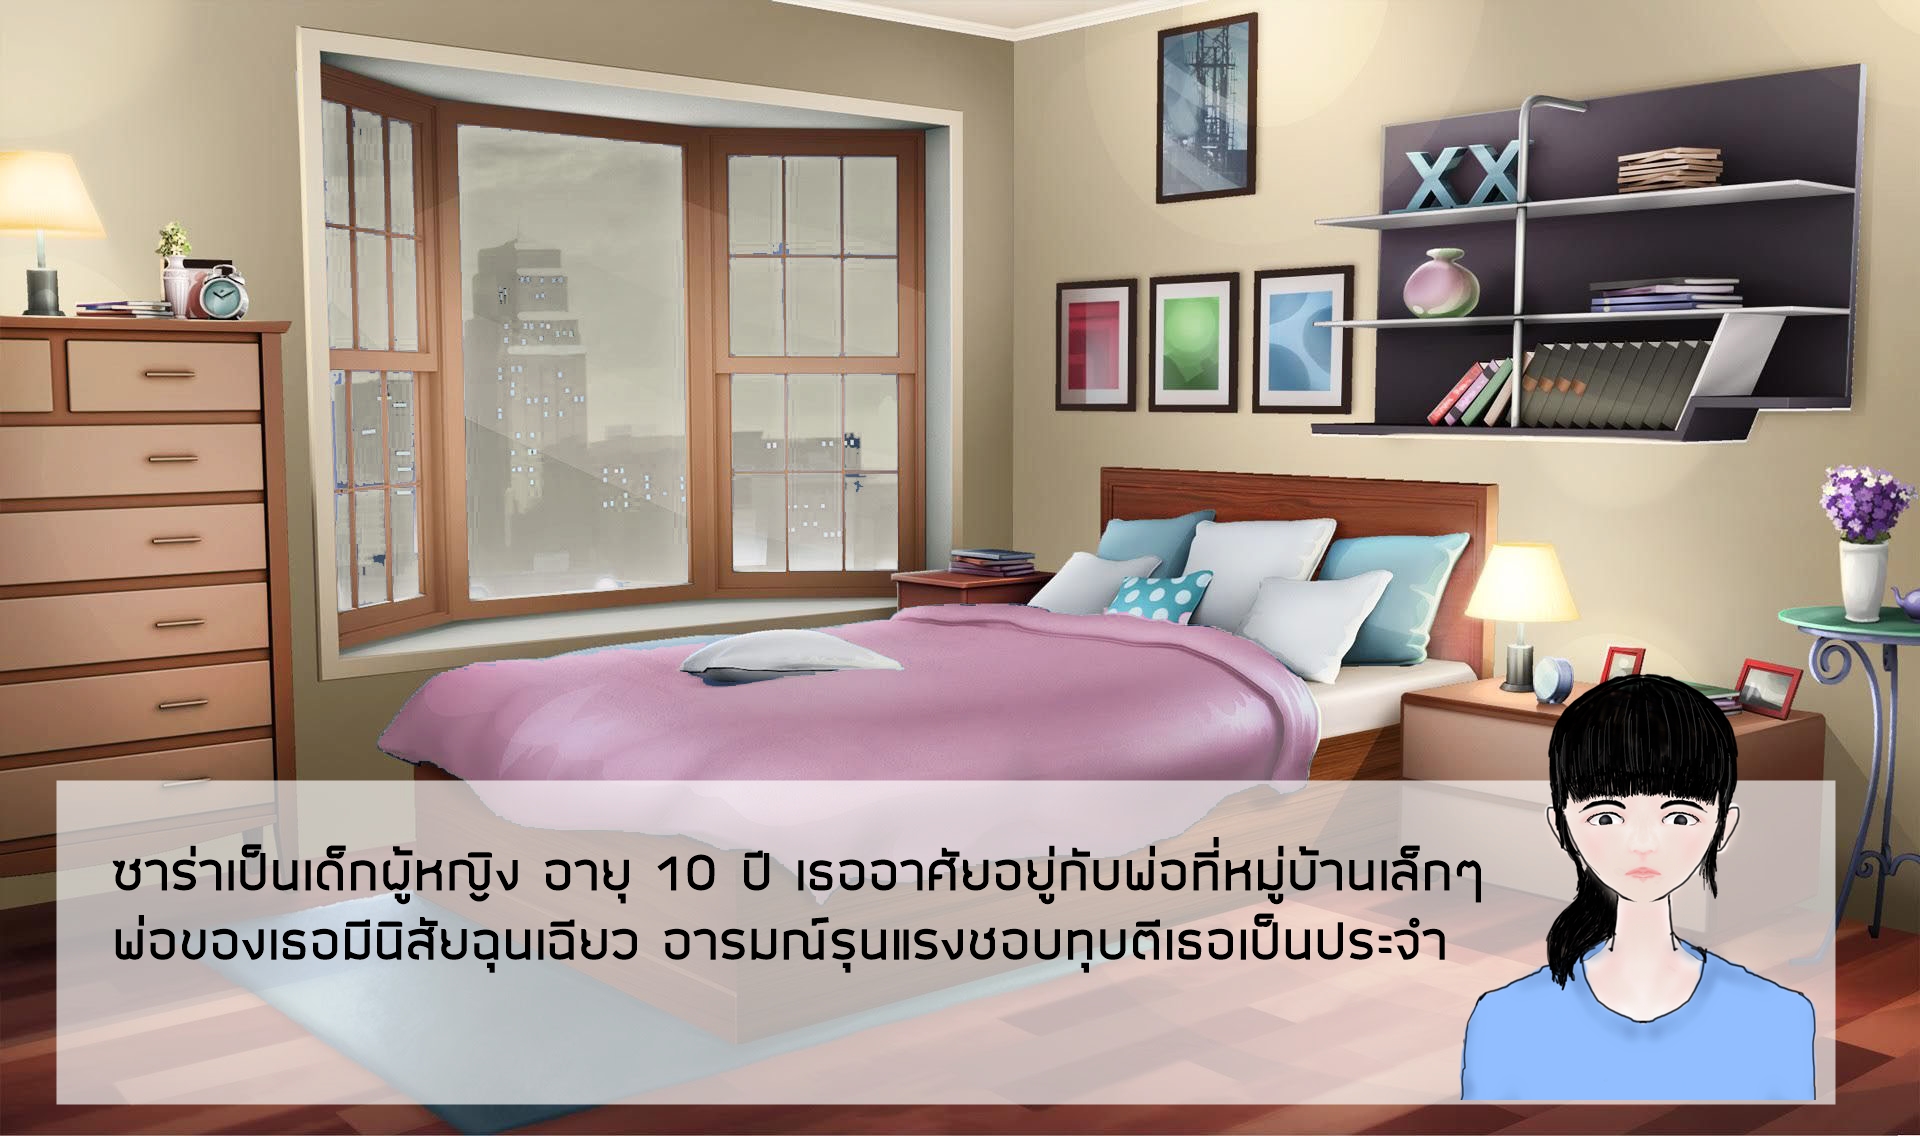 XX
ซาร่าเป็นเด็กผู้หญิง อายุ 10 ปี เธออาศัยอยู่กับพ่อที่หมู่บ้านเล็กๆ
พ่อของเธอมีนิสัยฉุนเฉียว อารมณ์รุนแรงชอบทุบตีเธอเป็นประจำ